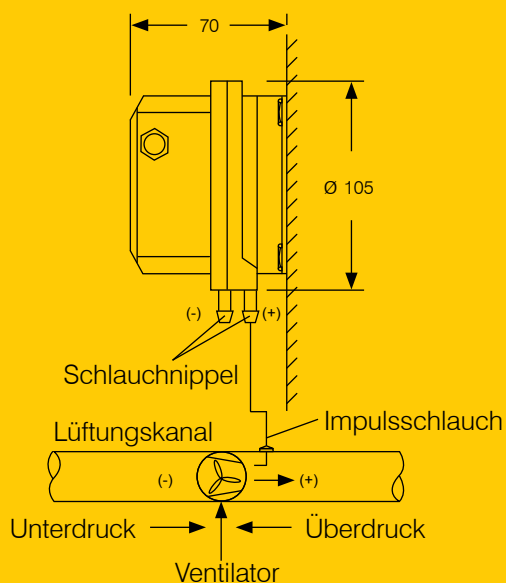 70
Ø 105
(-) (+)
Schlauchnippel
Impulsschlauch
Lüftungskanal
(-) (+)
Unterdruck Überdruck
Ventilator